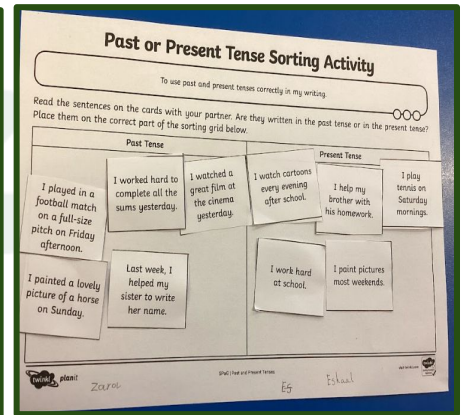 Past or Present Tense Sorting Activity
To use past and present tenses correctly in my writing.
Read the sentences on the cards with your partner. Are they written in the past tense or in the present tense?
Place them on the correct part of the sorting grid below.
Past Tense
Present Tense
I played in a
football match
on a full-size
pitch on Friday
afternoon.
I worked hard to
complete all the
sums yesterday.
I watched a
great film at
the cinema
yesterday.
I watch cartoons
every evening
after school.
I help my
brother with
his homework.
I play
tennis on
Saturday
mornings.
I painted a lovely
picture of a horse
on Sunday.
Last week, I
helped my
sister to write
her name.
I work hard
at school.
I paint pictures
most weekends.
twinkl planit
SPaG | Past and Present Tenses